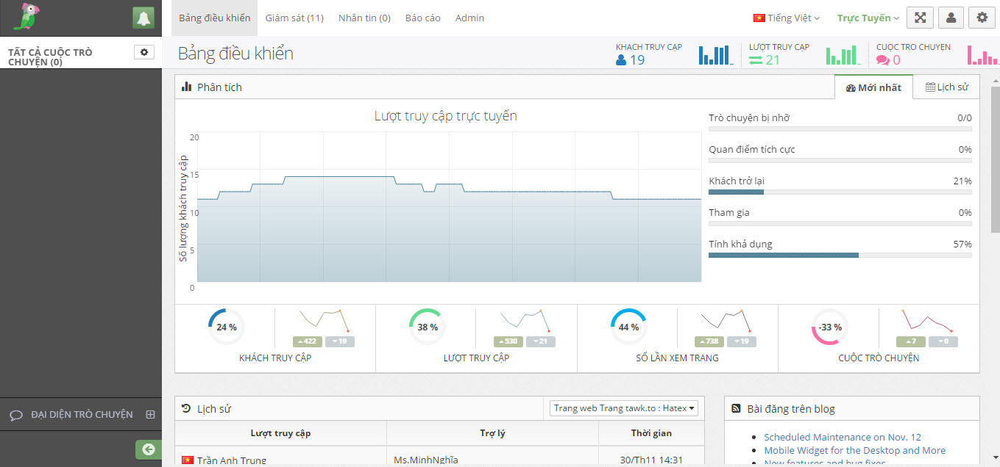 Bảng điều khiển
Giám sát (11)
Nhắn tin (0)
Báo cáo
Admin
Tiếng Việt
Trực Tuyến
TẤT CẢ CUỘC TRÒ
CHUYỆN (0)
Bảng điều khiển
KHÁCH TRUY CẬP
19
LƯỢT TRUY CẬP
21
CUỘC TRÒ CHUYỆN
0
Phân tích
Mới nhất
Lịch sử
Lượt truy cập trực tuyến
Số lượng khách truy cập
20
15
10
5
0
Trò chuyện bị nhỡ 0/0
Quan điểm tích cực 0%
Khách trở lại 21%
Tham gia 0%
Tính khả dụng 57%
24 %
422
19
KHÁCH TRUY CẬP
38 %
530
21
LƯỢT TRUY CẬP
44 %
738
19
SỐ LẦN XEM TRANG
-33 %
7
0
CUỘC TRÒ CHUYỆN
ĐẠI DIỆN TRÒ CHUYỆN
Lịch sử
Trang web Trang tawk.to : Hatex
Lượt truy cập
Trợ lý
Thời gian
Trần Anh Trung
Ms.MinhNghĩa
30/Th11 14:31
Bài đăng trên blog
Scheduled Maintenance on Nov. 12
Mobile Widget for the Desktop and More
New features and bug fixes